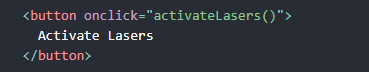 <button onclick="activateLasers()">
  Activate Lasers
</button>